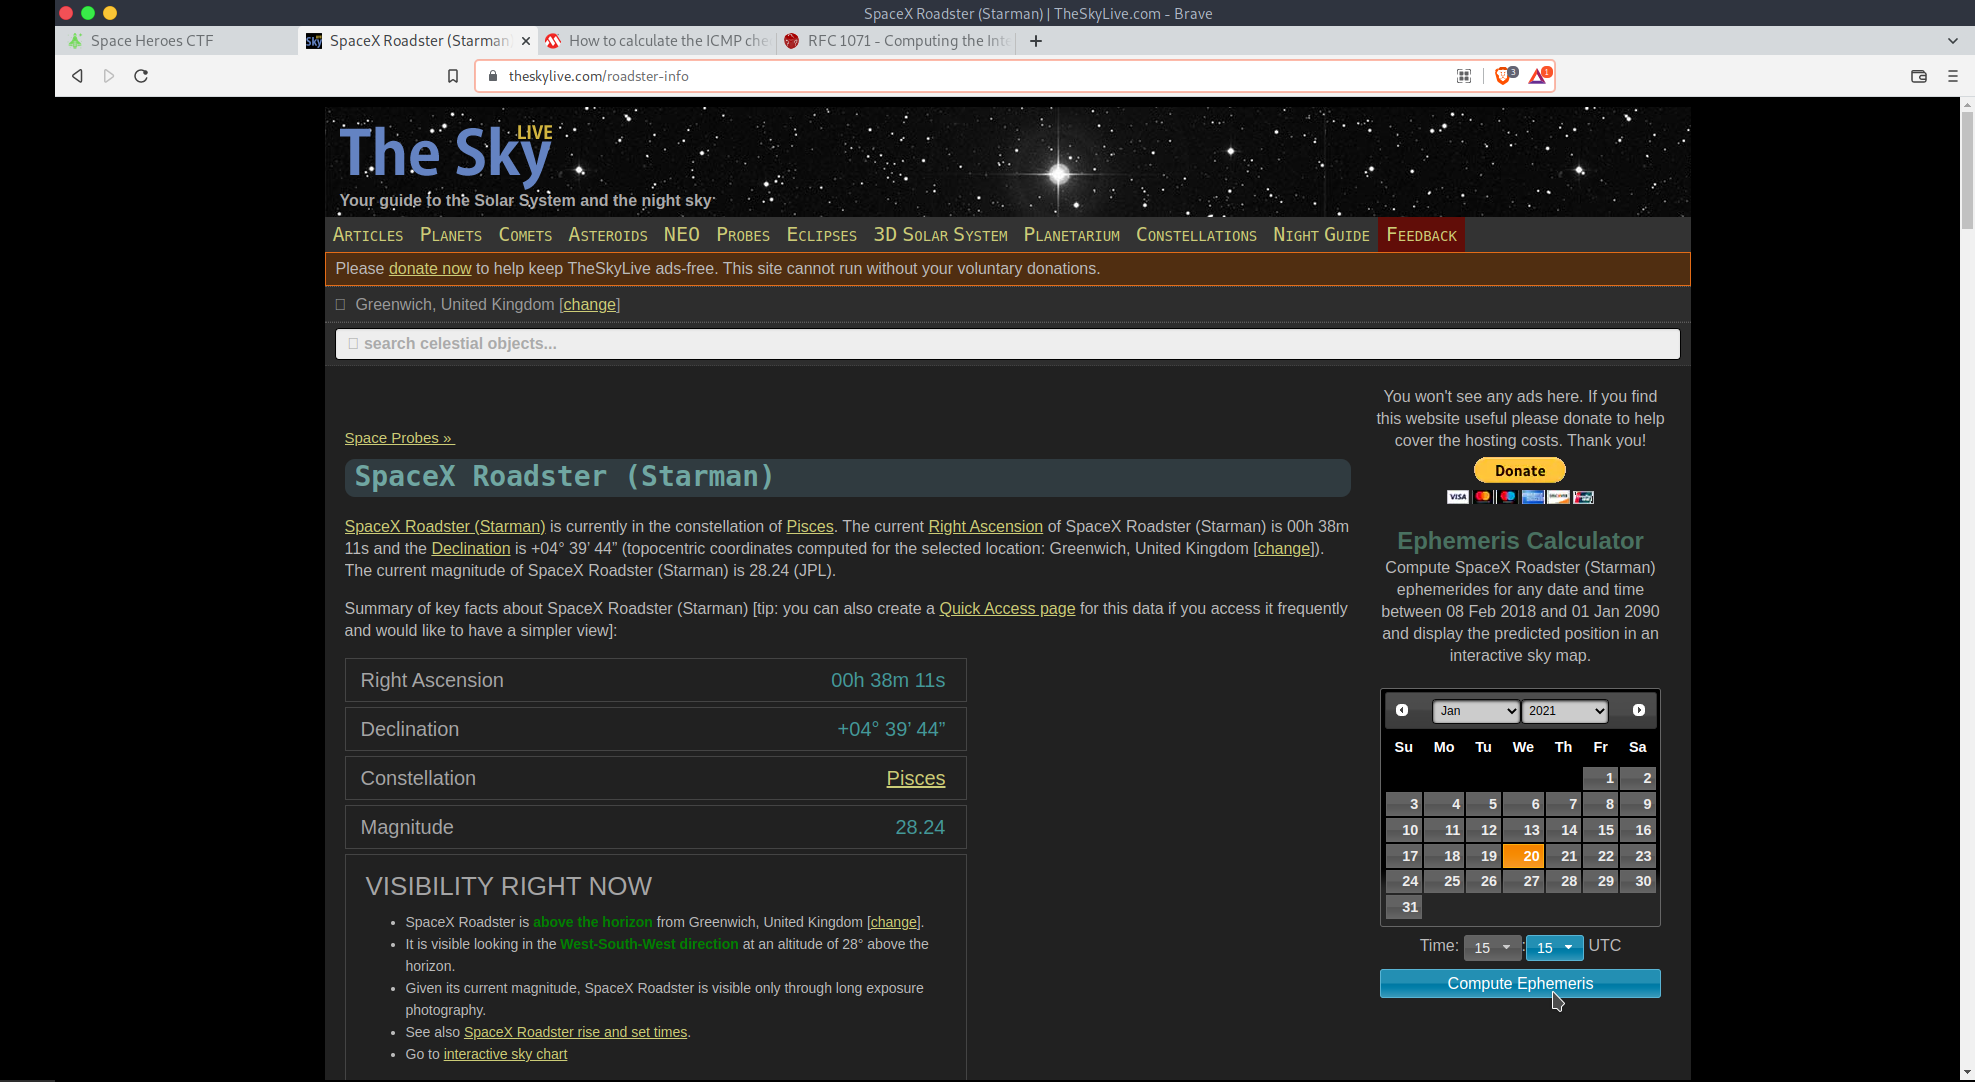 SpaceX Roadster (Starman) | TheSkyLive.com - Brave
Space Heroes CTF
SpaceX Roadster (Starman
How to calculate the ICMP che
RFC 1071 - Computing the Inte
theskylive.com/roadster-info
3
1
The Sky LIVE
Your guide to the Solar System and the night sky
Articles Planets Comets Asteroids NEO Probes Eclipses 3D Solar System Planetarium Constellations Night Guide Feedback
Please donate now to help keep TheSkyLive ads-free. This site cannot run without your voluntary donations.
Greenwich, United Kingdom [change]
search celestial objects...
Space Probes »
SpaceX Roadster (Starman)
SpaceX Roadster (Starman) is currently in the constellation of Pisces. The current Right Ascension of SpaceX Roadster (Starman) is 00h 38m
11s and the Declination is +04° 39’ 44” (topocentric coordinates computed for the selected location: Greenwich, United Kingdom [change]).
The current magnitude of SpaceX Roadster (Starman) is 28.24 (JPL).
Summary of key facts about SpaceX Roadster (Starman) [tip: you can also create a Quick Access page for this data if you access it frequently
and would like to have a simpler view]:
Right Ascension 00h 38m 11s
Declination +04° 39’ 44”
Constellation Pisces
Magnitude 28.24
VISIBILITY RIGHT NOW
• SpaceX Roadster is above the horizon from Greenwich, United Kingdom [change].
• It is visible looking in the West-South-West direction at an altitude of 28° above the
horizon.
• Given its current magnitude, SpaceX Roadster is visible only through long exposure
photography.
• See also SpaceX Roadster rise and set times.
• Go to interactive sky chart
You won't see any ads here. If you find
this website useful please donate to help
cover the hosting costs. Thank you!
Donate
VISA
Ephemeris Calculator
Compute SpaceX Roadster (Starman)
ephemerides for any date and time
between 08 Feb 2018 and 01 Jan 2090
and display the predicted position in an
interactive sky map.
Jan 2021
Su Mo Tu We Th Fr Sa
1 2
3 4 5 6 7 8 9
10 11 12 13 14 15 16
17 18 19 20 21 22 23
24 25 26 27 28 29 30
31
Time: 15 : 15 UTC
Compute Ephemeris